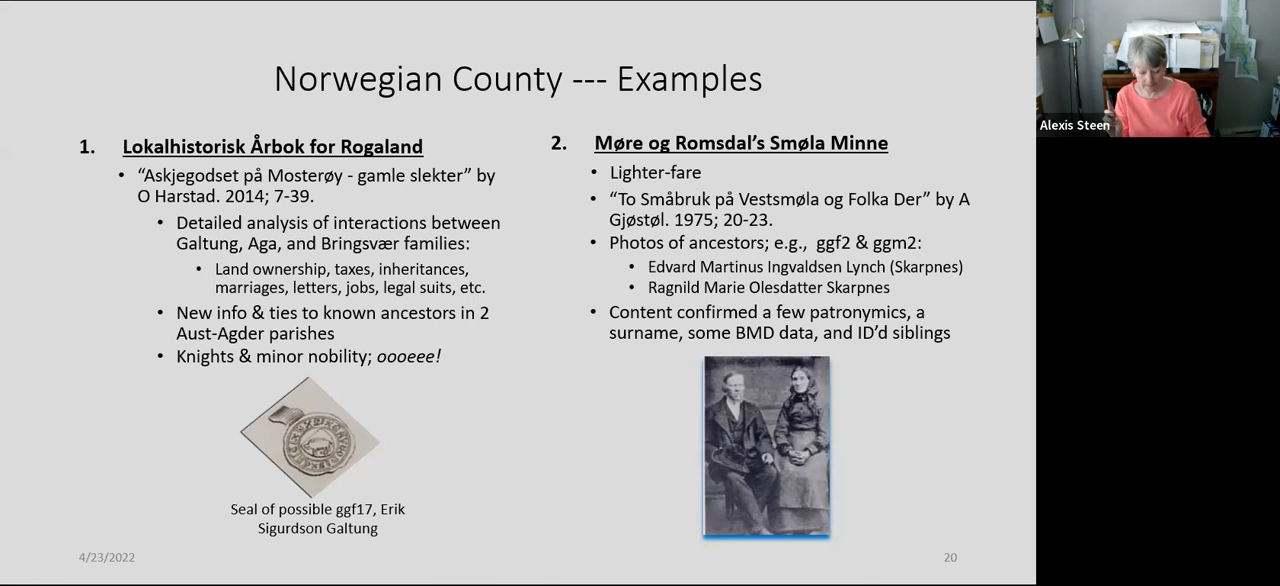 Norwegian County --- Examples
1. Lokalhistorisk Årbok for Rogaland
• “Askjegodset på Mosterøy - gamle slekter” by
O Harstad. 2014; 7-39.
• Detailed analysis of interactions between
Galtung, Aga, and Bringsvær families:
• Land ownership, taxes, inheritances,
marriages, letters, jobs, legal suits, etc.
• New info & ties to known ancestors in 2
Aust-Agder parishes
• Knights & minor nobility; oooeee!
Seal of possible ggf17, Erik
Sigurdson Galtung
2. Møre og Romsdal’s Smøla Minne
• Lighter-fare
• “To Småbruk på Vestsmøla og Folka Der” by A
Gjøstøl. 1975; 20-23.
• Photos of ancestors; e.g., ggf2 & ggm2:
• Edvard Martinus Ingvaldsen Lynch (Skarpnes)
• Ragnild Marie Olesdatter Skarpnes
• Content confirmed a few patronymics, a
surname, some BMD data, and ID’d siblings
4/23/2022
20
Alexis Steen